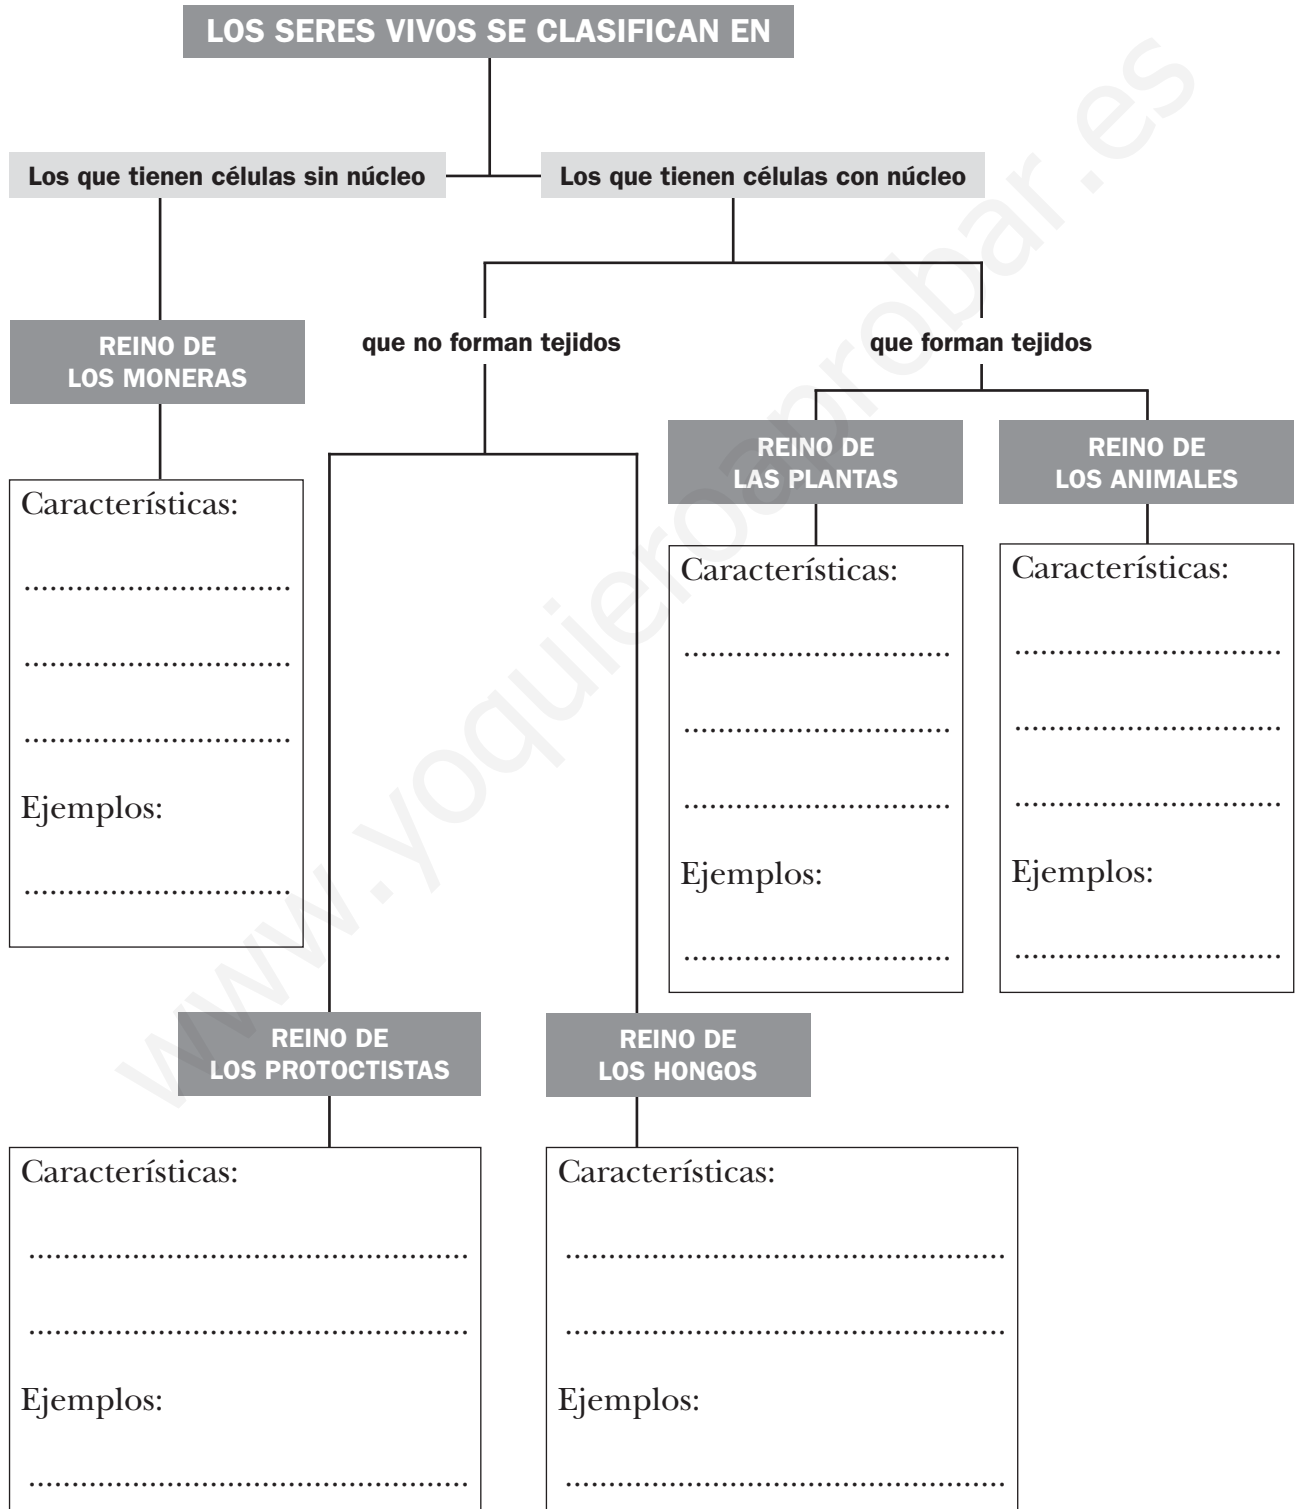 LOS SERES VIVOS SE CLASIFICAN EN
Los que tienen células sin núcleo
Los que tienen células con núcleo
REINO DE
LOS MONERAS
que no forman tejidos
que forman tejidos
REINO DE
LAS PLANTAS
REINO DE
LOS ANIMALES
Características:
...............................
...............................
...............................
Ejemplos:
...............................
Características:
...............................
...............................
...............................
Ejemplos:
...............................
Características:
...............................
...............................
...............................
Ejemplos:
...............................
REINO DE
LOS PROTOCTISTAS
REINO DE
LOS HONGOS
Características:
...................................................
...................................................
Ejemplos:
...................................................
Características:
...................................................
...................................................
Ejemplos:
...................................................
www.yoquieroaprobar.es